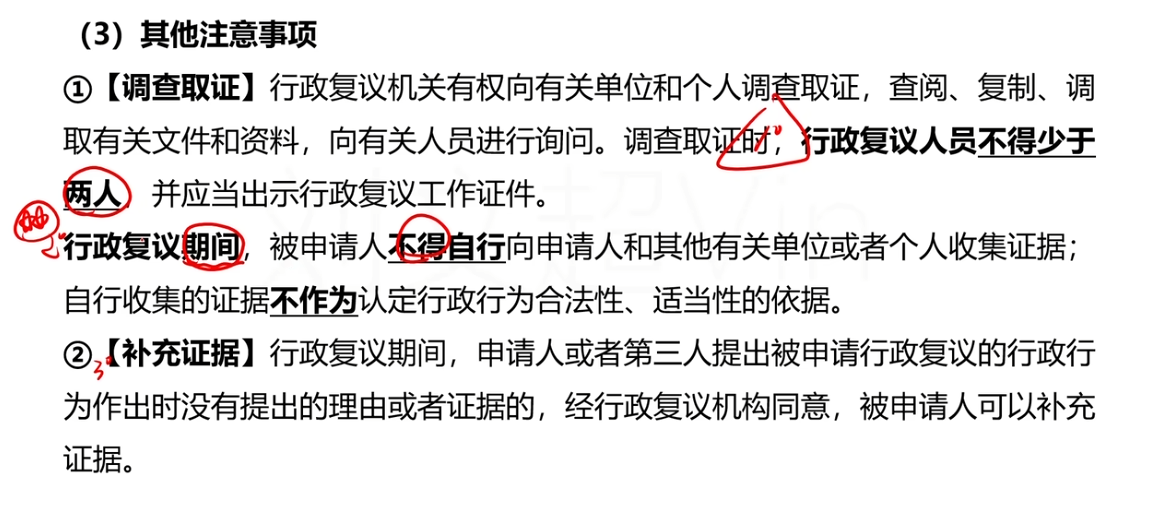 （3）其他注意事项
①【调查取证】行政复议机关有权向有关单位和个人调查取证，查阅、复制、调
取有关文件和资料，向有关人员进行询问。调查取证时，行政复议人员不得少于
两人，并应当出示行政复议工作证件。
行政复议期间，被申请人不得自行向申请人和其他有关单位或者个人收集证据；
自行收集的证据不作为认定行政行为合法性、适当性的依据。
②【补充证据】行政复议期间，申请人或者第三人提出被申请行政复议的行政行
为作出时没有提出的理由或者证据的，经行政复议机构同意，被申请人可以补充
证据。